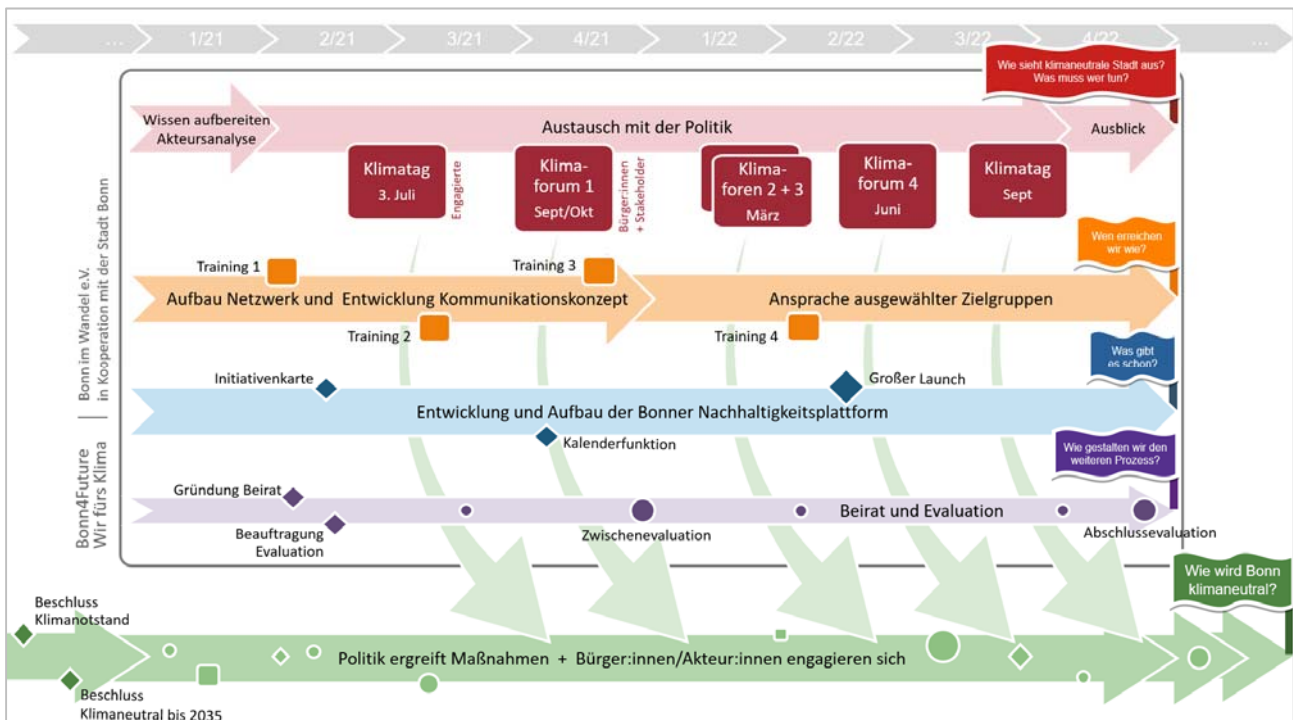 ... 1/21 2/21 3/21 4/21 1/22 2/22 3/22 4/22 ...
Wie sieht klimaneutrale Stadt aus?
Was muss wer tun?
Wissen aufbereiten
Akteursanalyse
Austausch mit der Politik
Ausblick
Klimatag
3. Juli
Engagierte
Klima-
forum 1
Sept/Okt
Bürger:innen
+ Stakeholder
Klima-
foren 2 + 3
März
Klima-
forum 4
Juni
Klimatag
Sept
Wen erreichen
wir wie?
Training 1
Training 3
Aufbau Netzwerk und Entwicklung Kommunikationskonzept
Ansprache ausgewählter Zielgruppen
Training 2
Training 4
Was gibt
es schon?
Initiativenkarte
Großer Launch
Entwicklung und Aufbau der Bonner Nachhaltigkeitsplattform
Kalenderfunktion
Wie gestalten wir den
weiteren Prozess?
Gründung Beirat
Beirat und Evaluation
Beauftragung
Evaluation
Zwischenevaluation
Abschlussevaluation
Bonn4Future
Wir fürs Klima
Bonn im Wandel e.V.
in Kooperation mit der Stadt Bonn
Wie wird Bonn
klimaneutral?
Beschluss
Klimanotstand
Politik ergreift Maßnahmen + Bürger:innen/Akteur:innen engagieren sich
Beschluss
Klimaneutral bis 2035